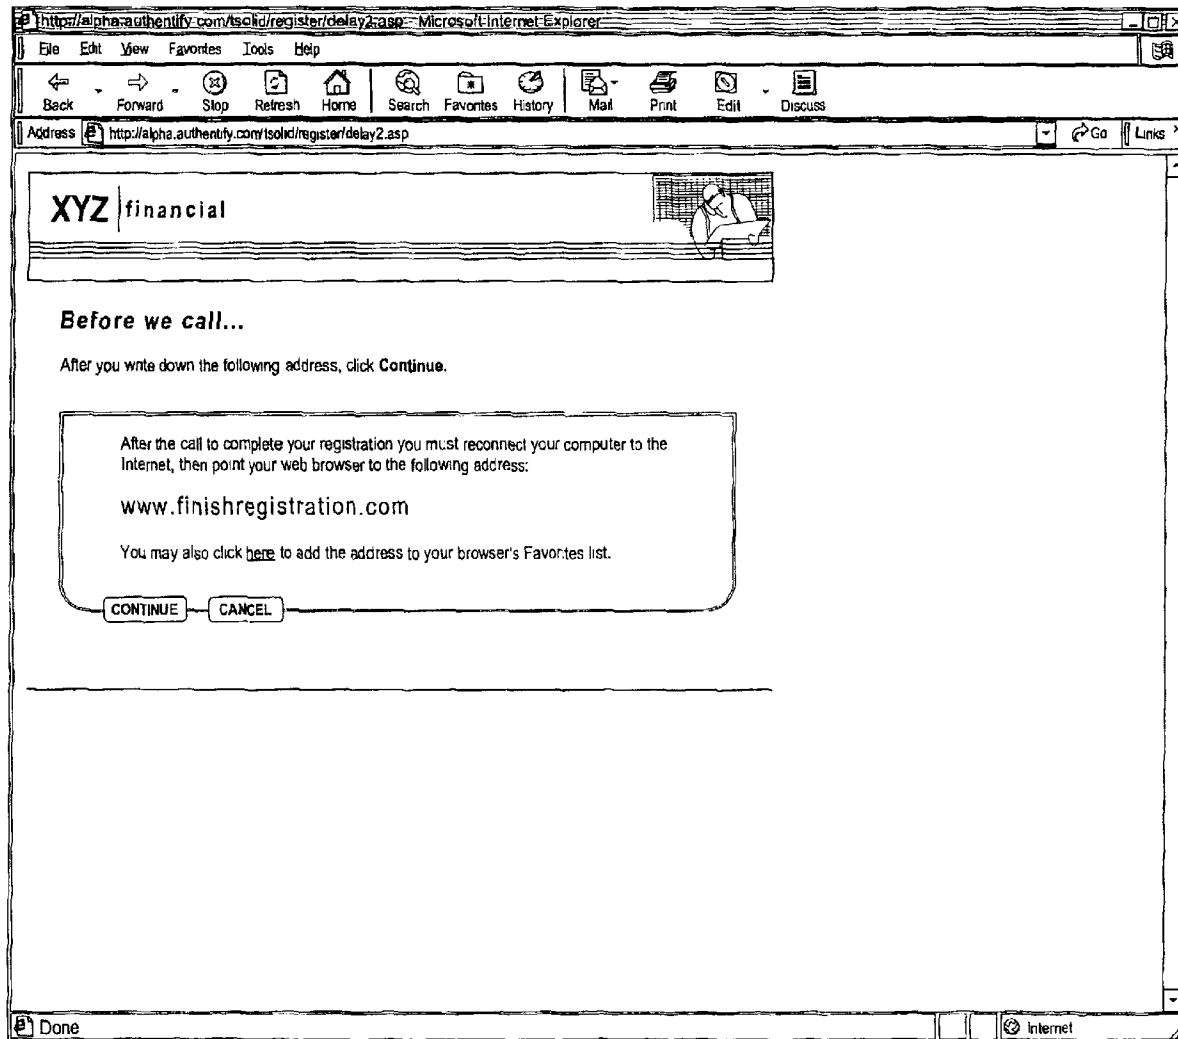 http://alpha.authentify.com/tsolid/register/delay2.asp - Microsoft Internet Explorer
File Edit View Favorites Tools Help
Back Forward Stop Refresh Home Search Favorites History Mail Print Edit Discuss
Address http://alpha.authentify.com/tsolid/register/delay2.asp Go Links
XYZ financial
Before we call...
After you write down the following address, click Continue.
After the call to complete your registration you must reconnect your computer to the
Internet, then point your web browser to the following address:
www.finishregistration.com
You may also click here to add the address to your browser's Favorites list.
CONTINUE CANCEL
Done Internet